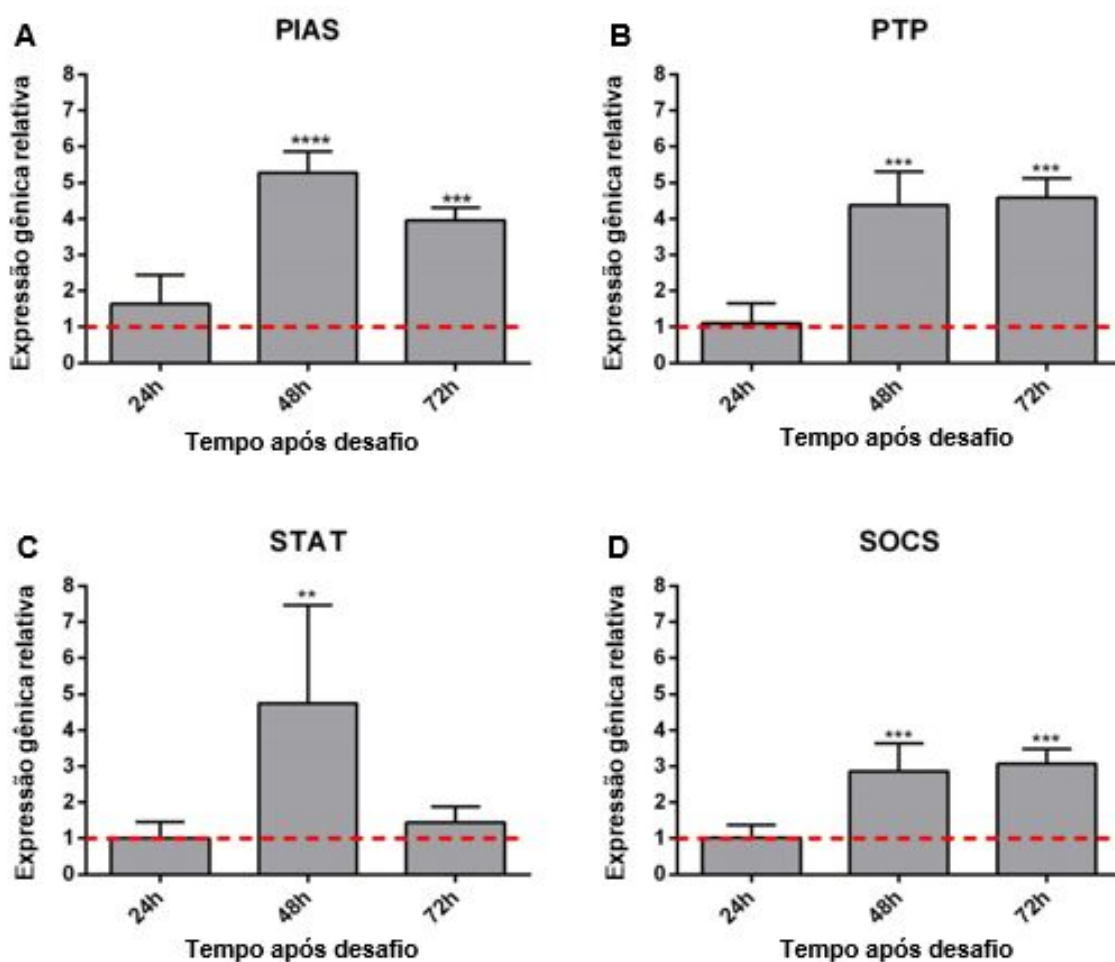 A
PIAS
Expressão gênica relativa
8
7
6
5
4
3
2
1
0
****
***
24h
48h
72h
Tempo após desafio
B
PTP
Expressão gênica relativa
8
7
6
5
4
3
2
1
0
***
***
24h
48h
72h
Tempo após desafio
C
STAT
Expressão gênica relativa
8
7
6
5
4
3
2
1
0
**
24h
48h
72h
Tempo após desafio
D
SOCS
Expressão gênica relativa
8
7
6
5
4
3
2
1
0
***
***
24h
48h
72h
Tempo após desafio